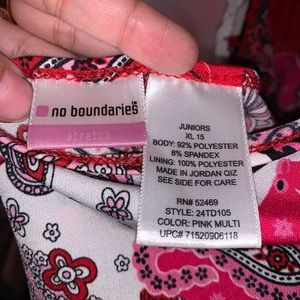 no boundaries
stretch
JUNIORS
XL 15
BODY: 92% POLYESTER
8% SPANDEX
LINING: 100% POLYESTER
MADE IN JORDAN QIZ
SEE SIDE FOR CARE
RN# 52469
STYLE: 24TD105
COLOR: PINK MULTI
UPC# 71520906118